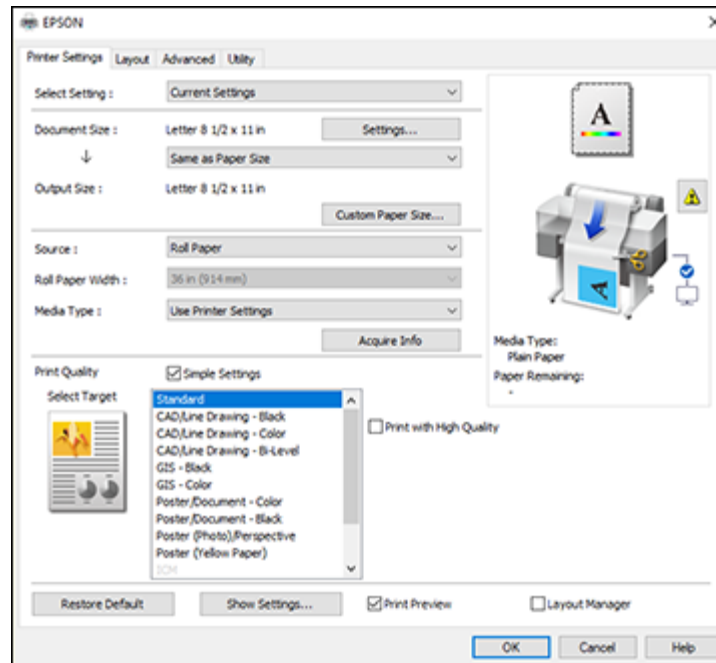 EPSON
Printer Settings Layout Advanced Utility
Select Setting : Current Settings
Document Size : Letter 8 1/2 x 11 in Settings...
Same as Paper Size
Output Size : Letter 8 1/2 x 11 in
Custom Paper Size...
Source : Roll Paper
Roll Paper Width : 36 in (914 mm)
Media Type : Use Printer Settings
Acquire Info
Print Quality Simple Settings
Select Target
Standard
CAD/Line Drawing - Black
CAD/Line Drawing - Color
CAD/Line Drawing - Bi-Level
GIS - Black
GIS - Color
Poster/Document - Color
Poster/Document - Black
Poster (Photo)/Perspective
Poster (Yellow Paper)
ICM
Print with High Quality
A
A
Media Type:
Plain Paper
Paper Remaining:
-
Restore Default Show Settings... Print Preview Layout Manager
OK Cancel Help